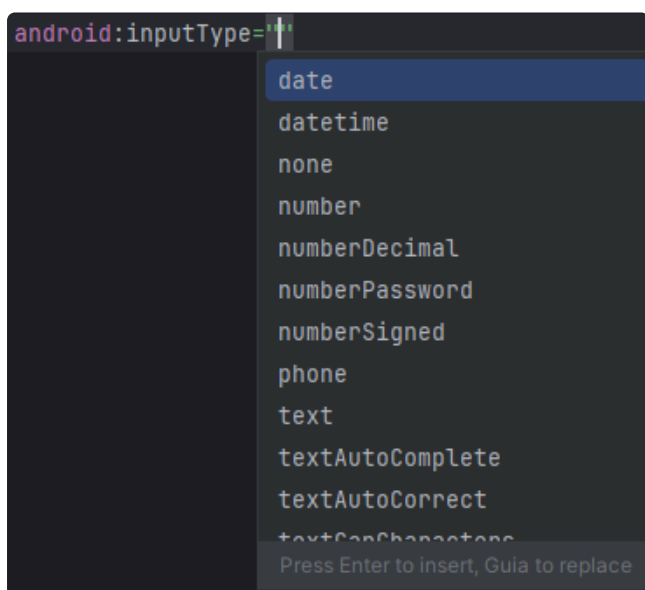 android:inputType=""
date
datetime
none
number
numberDecimal
numberPassword
numberSigned
phone
text
textAutoComplete
textAutoCorrect
textCapCharacters
Press Enter to insert, Guia to replace